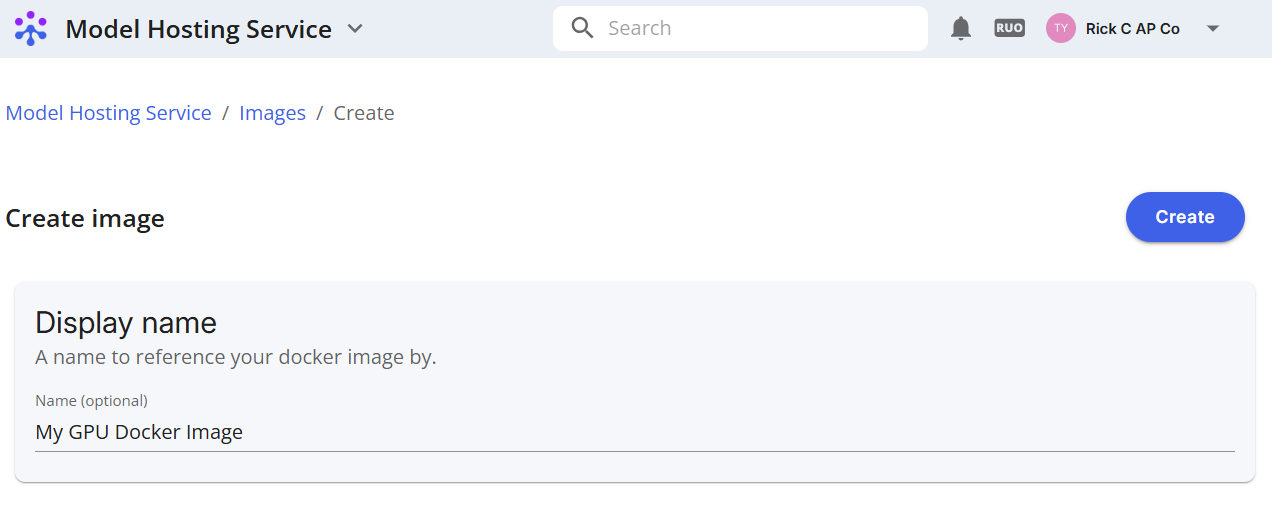 Model Hosting Service
Search
RUO
TY
Rick C AP Co
Model Hosting Service / Images / Create
Create image
Create
Display name
A name to reference your docker image by.
Name (optional)
My GPU Docker Image